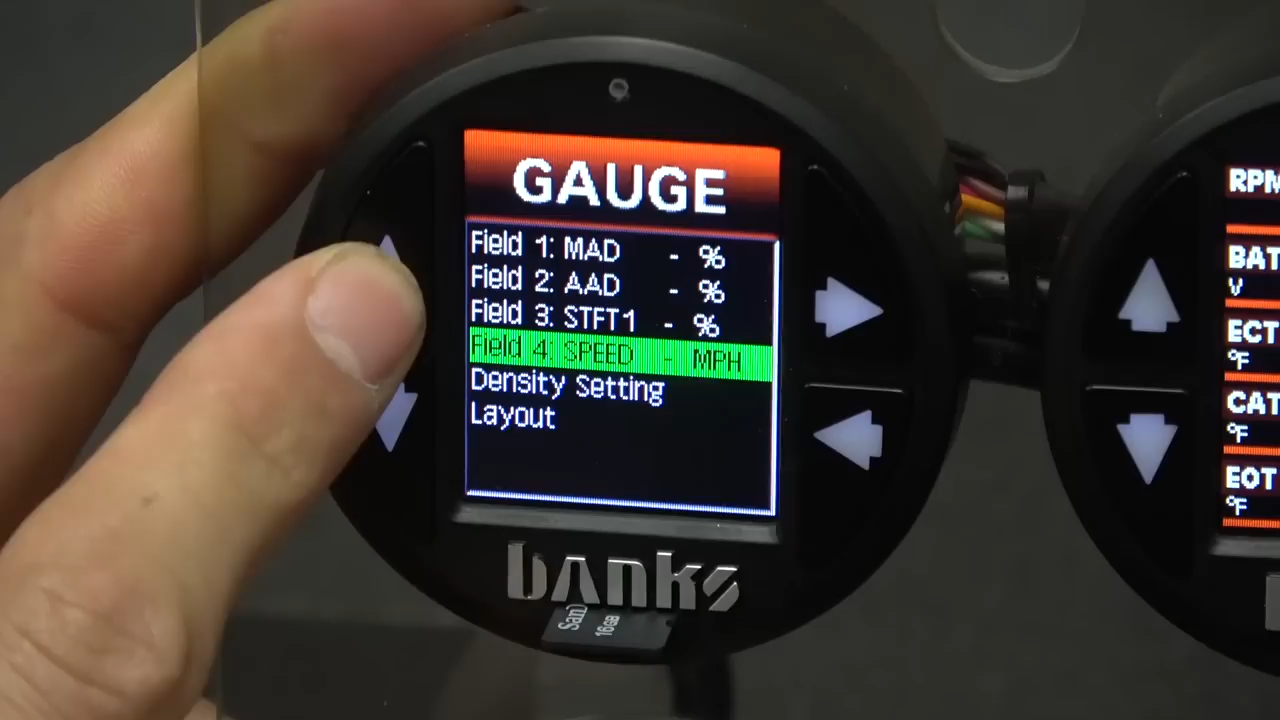 GAUGE
Field 1: MAD - %
Field 2: AAD - %
Field 3: STFT1 - %
Field 4: SPEED - MPH
Density Setting
Layout
banks
San
16GB
RPM
BAT
V
ECT
°F
CAT
°F
EOT
°F